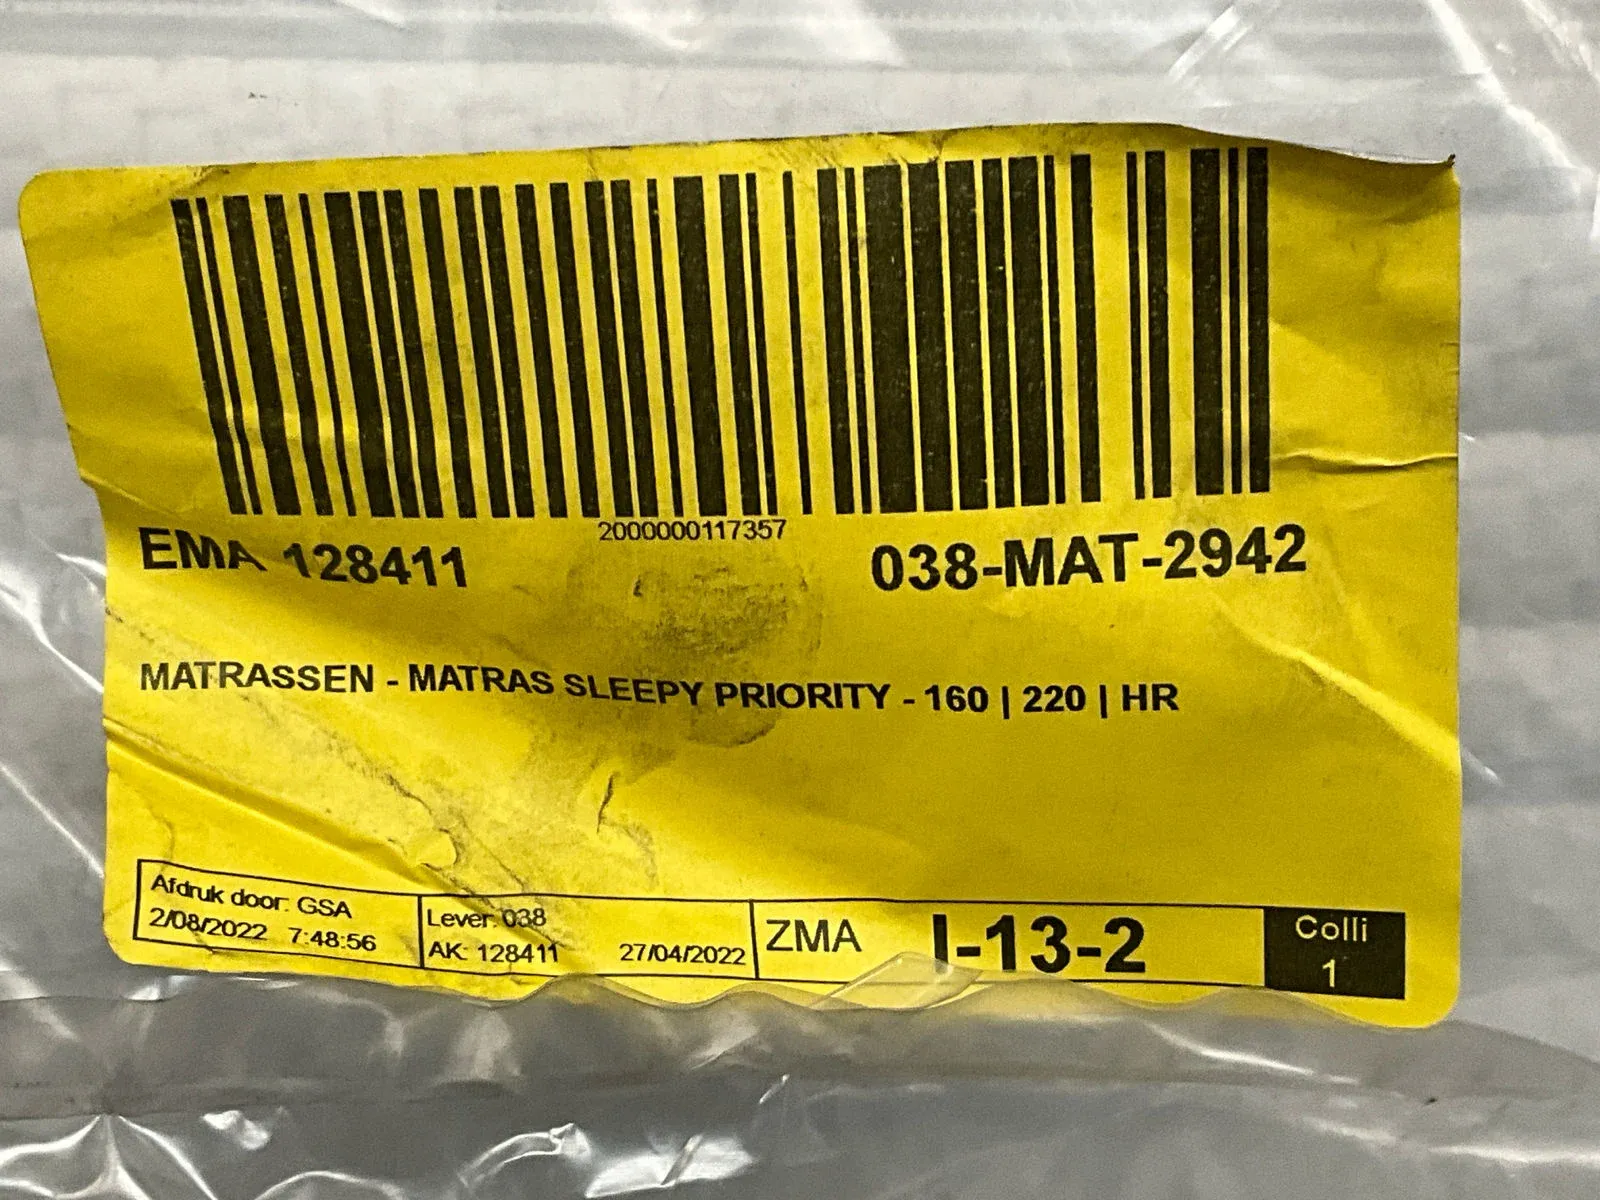 2000000117357
EMA 128411
038-MAT-2942
MATRASSEN - MATRAS SLEEPY PRIORITY - 160 | 220 | HR
Afdruk door: GSA
2/08/2022 7:48:56
Lever: 038
AK: 128411 27/04/2022
ZMA
I-13-2
Colli
1